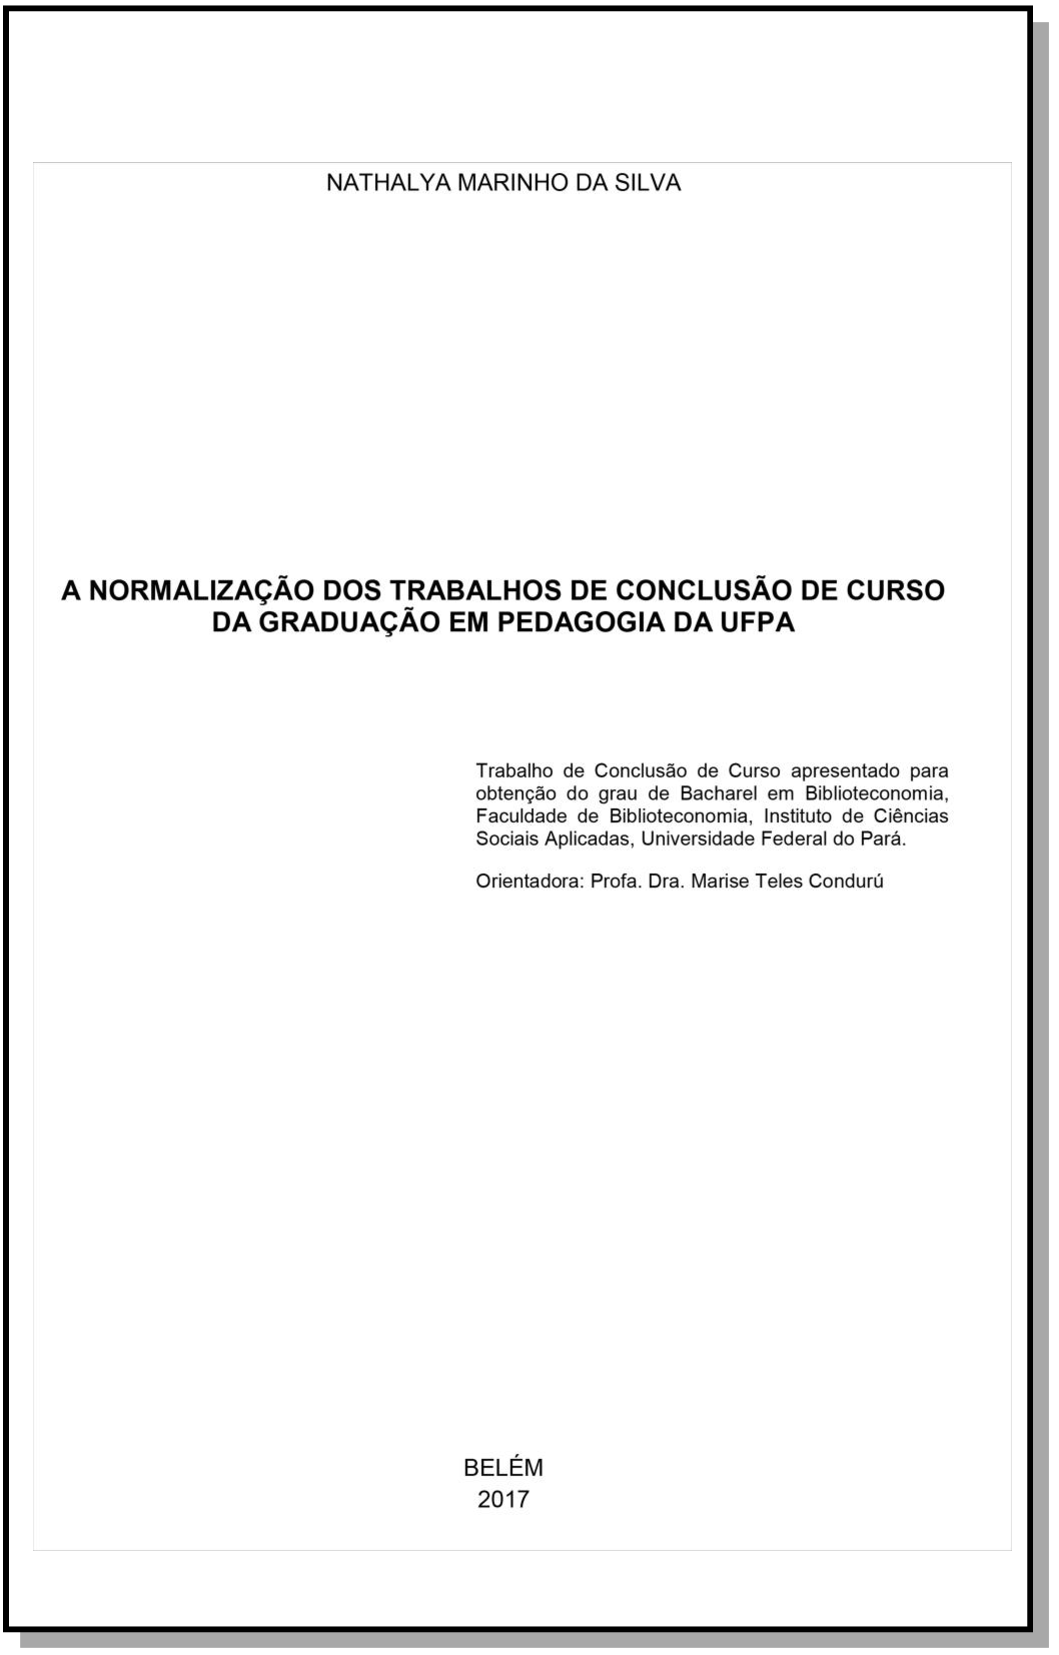 NATHALYA MARINHO DA SILVA
A NORMALIZAÇÃO DOS TRABALHOS DE CONCLUSÃO DE CURSO
DA GRADUAÇÃO EM PEDAGOGIA DA UFPA
Trabalho de Conclusão de Curso apresentado para
obtenção do grau de Bacharel em Biblioteconomia,
Faculdade de Biblioteconomia, Instituto de Ciências
Sociais Aplicadas, Universidade Federal do Pará.
Orientadora: Profa. Dra. Marise Teles Condurú
BELÉM
2017